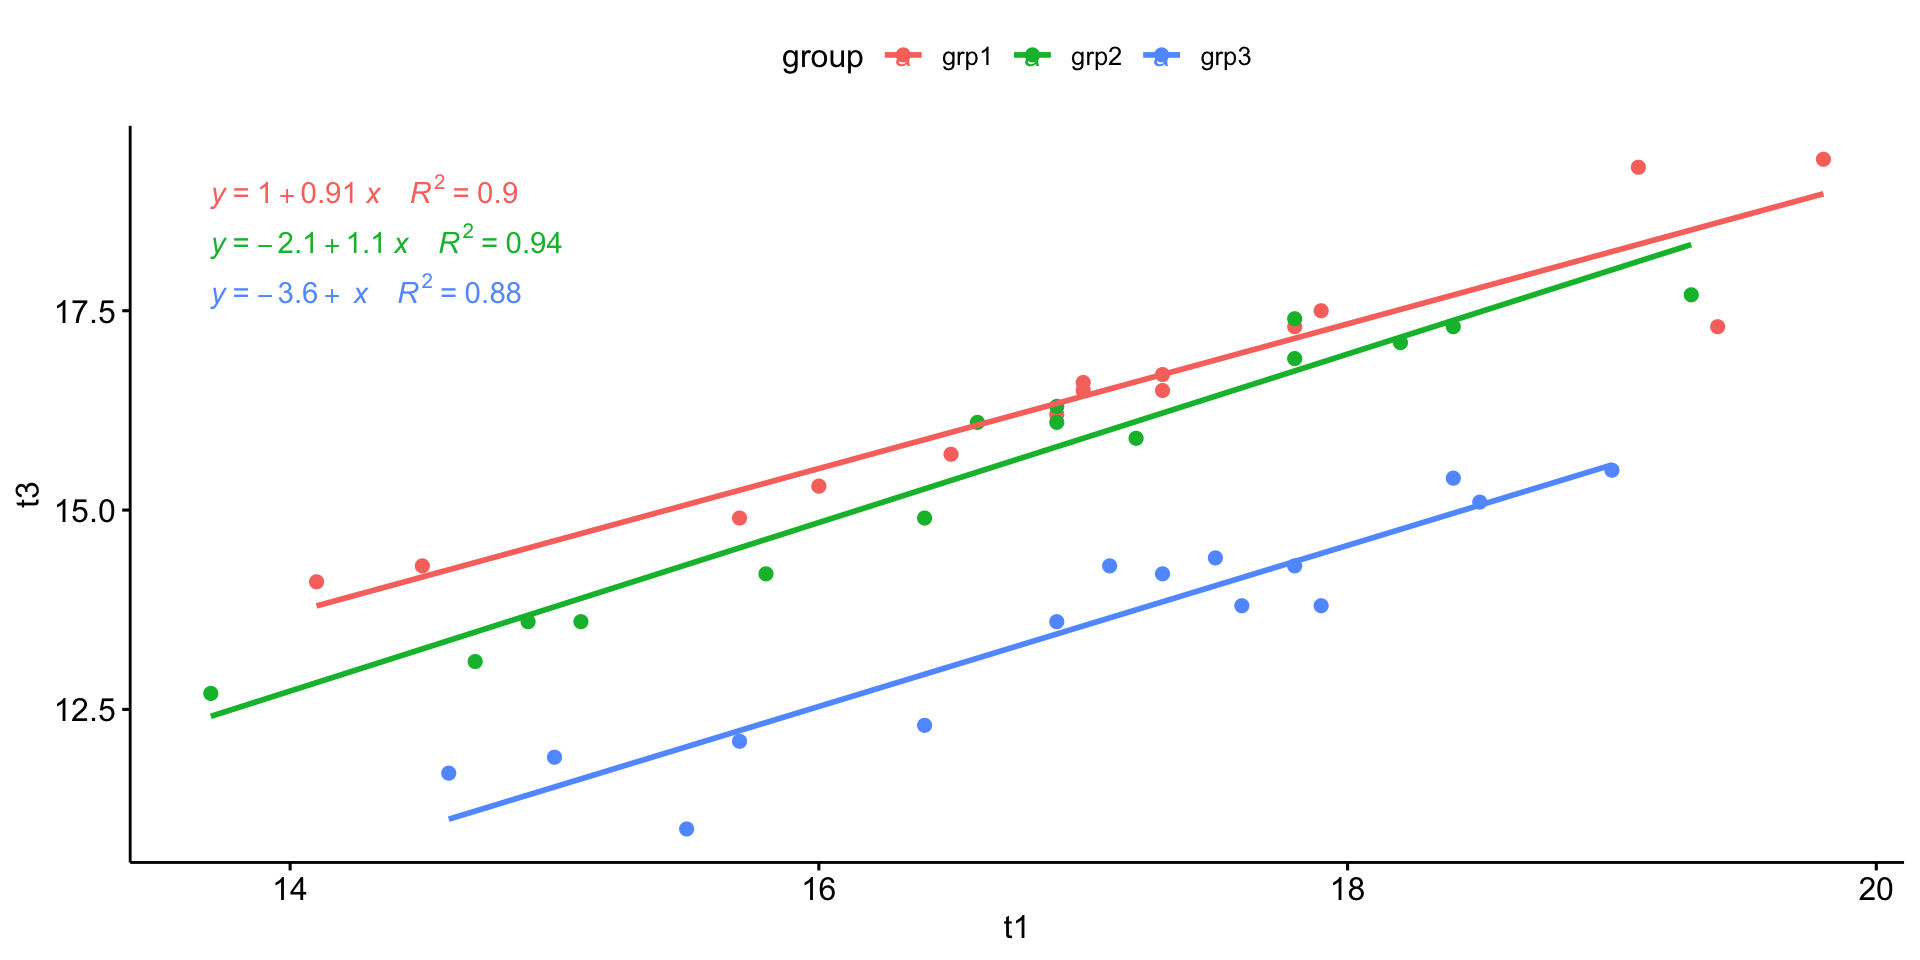 group a grp1 a grp2 a grp3
y = 1 + 0.91 x R² = 0.9
y = − 2.1 + 1.1 x R² = 0.94
y = − 3.6 + x R² = 0.88
17.5
15.0
12.5
t3
14 16 18 20
t1